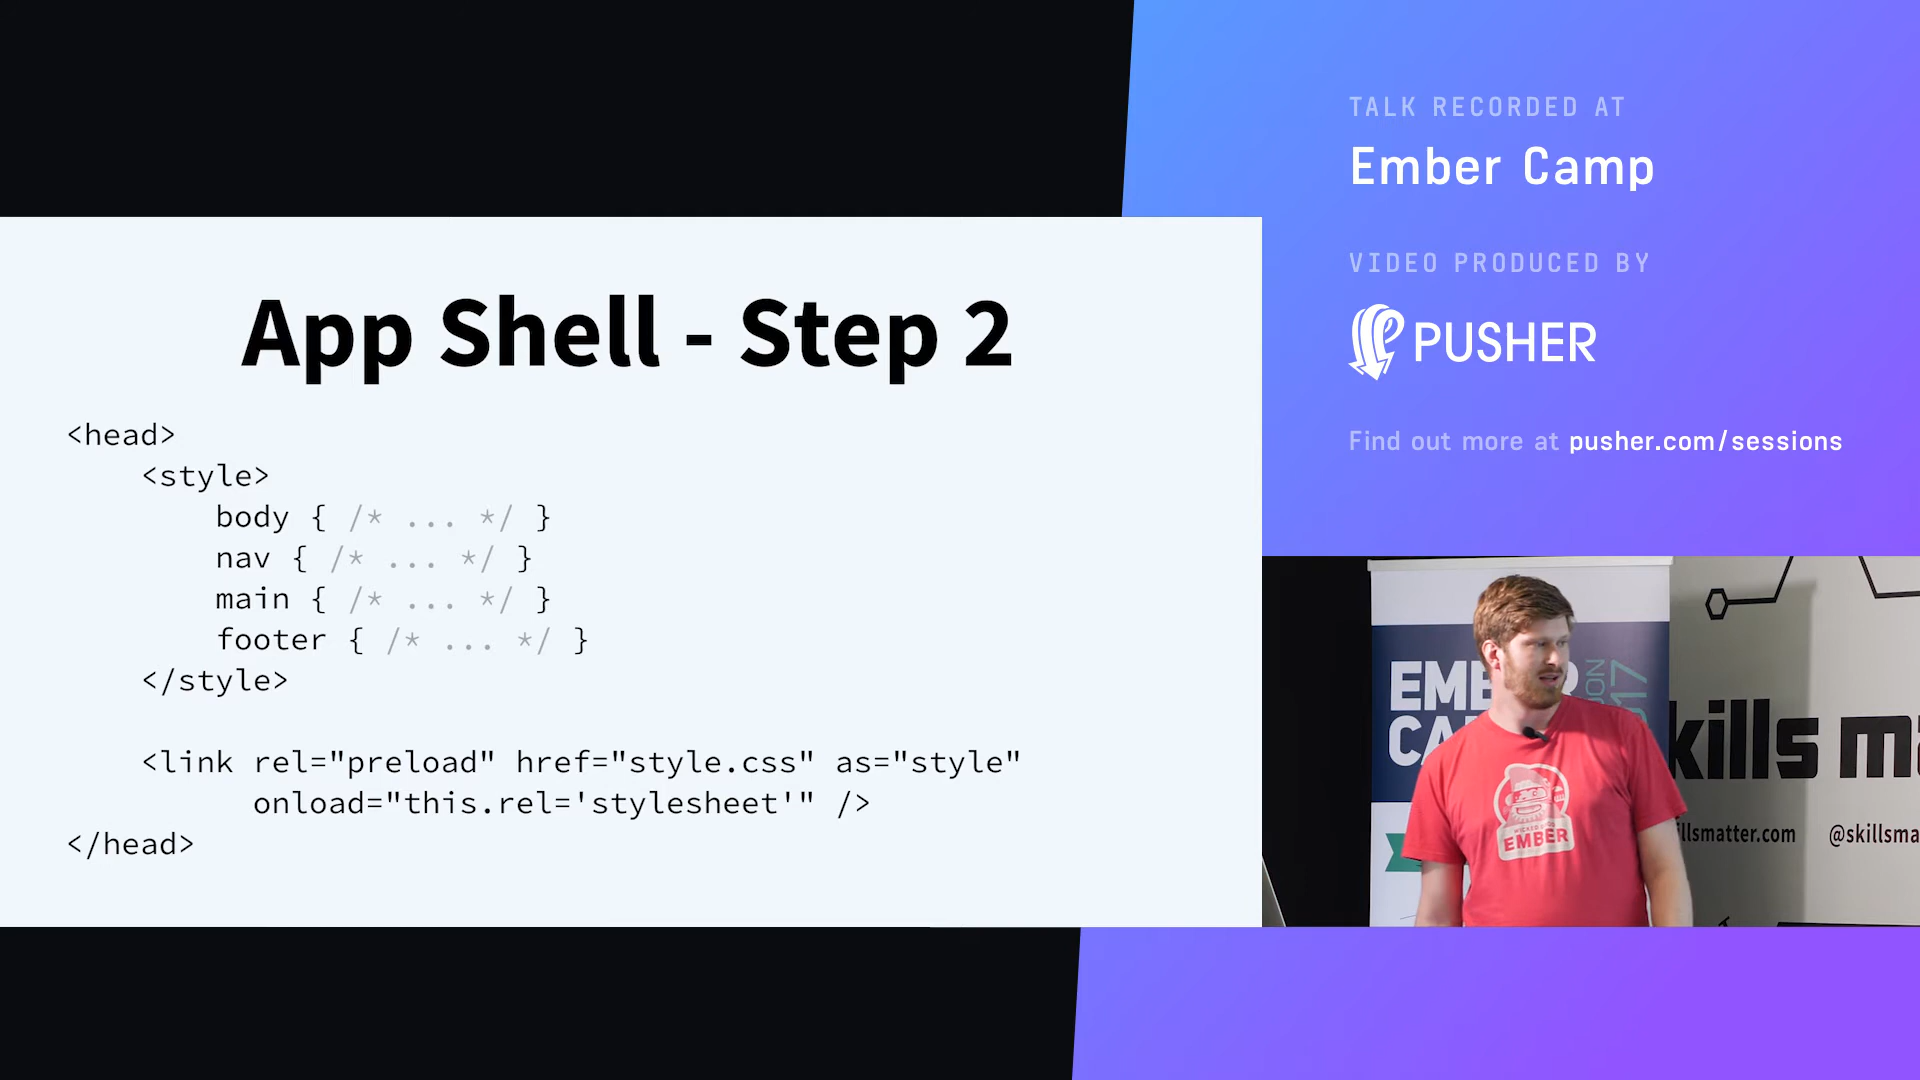 App Shell - Step 2
<head>
<style>
body { /* ... */ }
nav { /* ... */ }
main { /* ... */ }
footer { /* ... */ }
</style>
<link rel="preload" href="style.css" as="style"
onload="this.rel='stylesheet'" />
</head>
TALK RECORDED AT
Ember Camp
VIDEO PRODUCED BY
PUSHER
Find out more at pusher.com/sessions
EMBER
EMBER